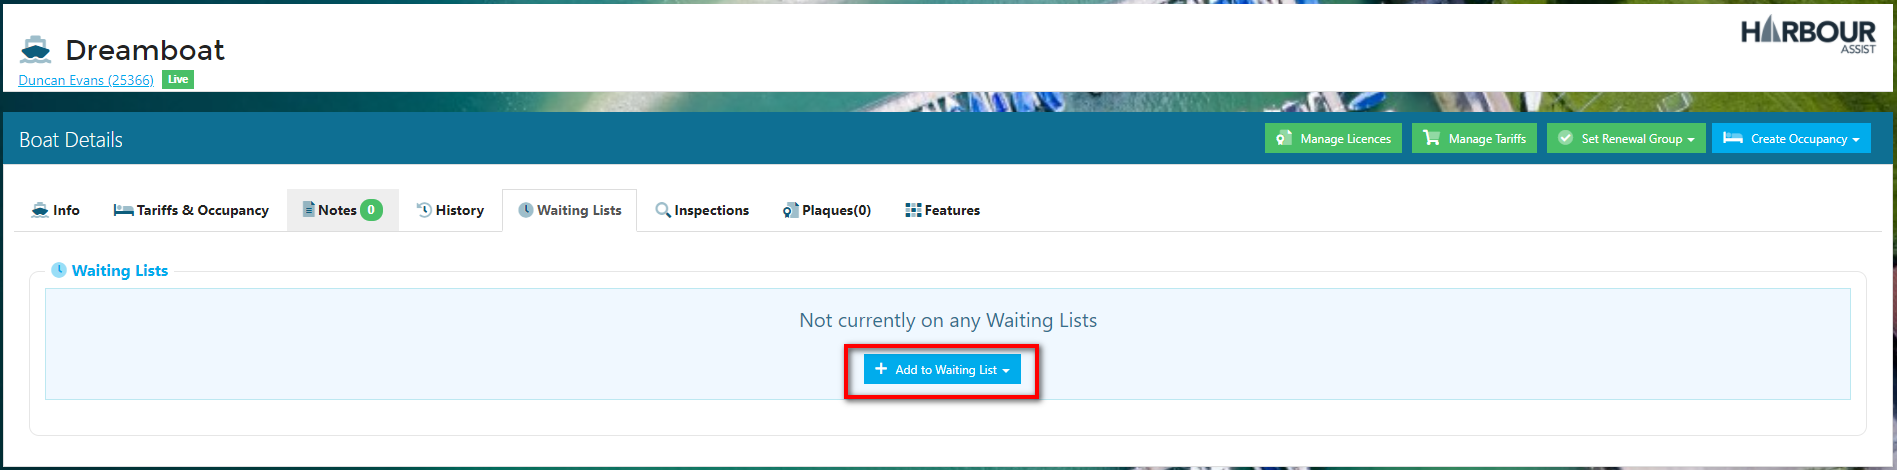 Dreamboat
HARBOUR
ASSIST
Duncan Evans (25366) Live
Boat Details
Manage Licences Manage Tariffs Set Renewal Group Create Occupancy
Info Tariffs & Occupancy Notes 0 History Waiting Lists Inspections Plaques(0) Features
Waiting Lists
Not currently on any Waiting Lists
+ Add to Waiting List